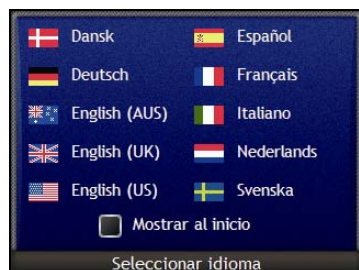 Dansk Español
Deutsch Français
English (AUS) Italiano
English (UK) Nederlands
English (US) Svenska
Mostrar al inicio
Seleccionar idioma